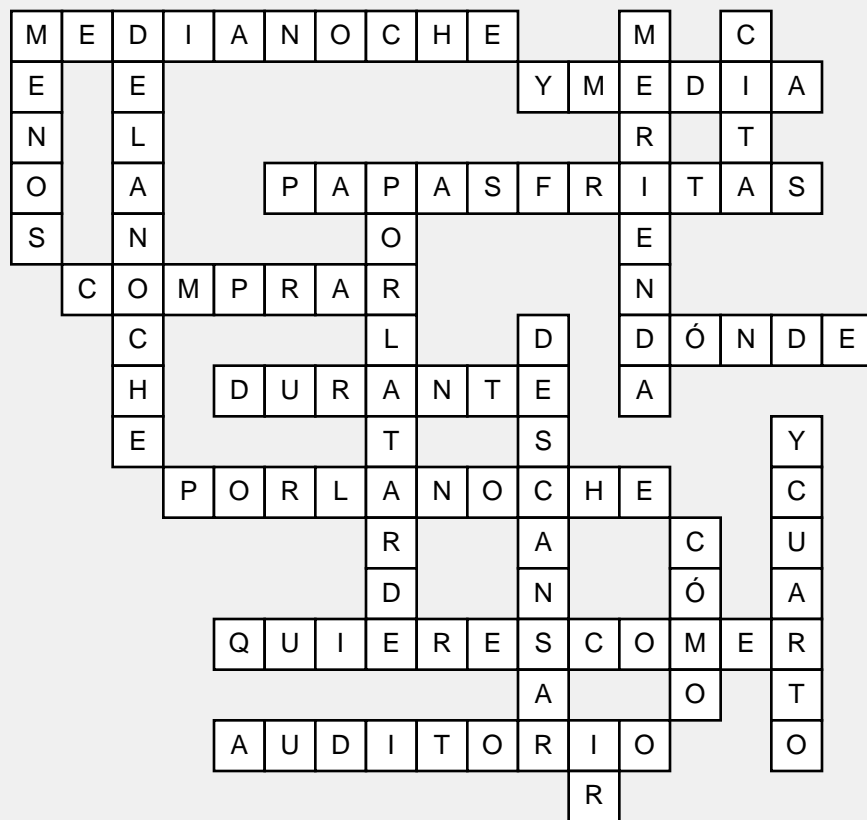 M E D I A N O C H E M C
E E Y M E D I A
N L R T
O A P A P A S F R I T A S
S N O E
C O M P R A R N
C L D D Ó N D E
H D U R A N T E A
E T S Y
P O R L A N O C H E C
R A C U
D N Ó A
Q U I E R E S C O M E R
A O T
A U D I T O R I O O
R